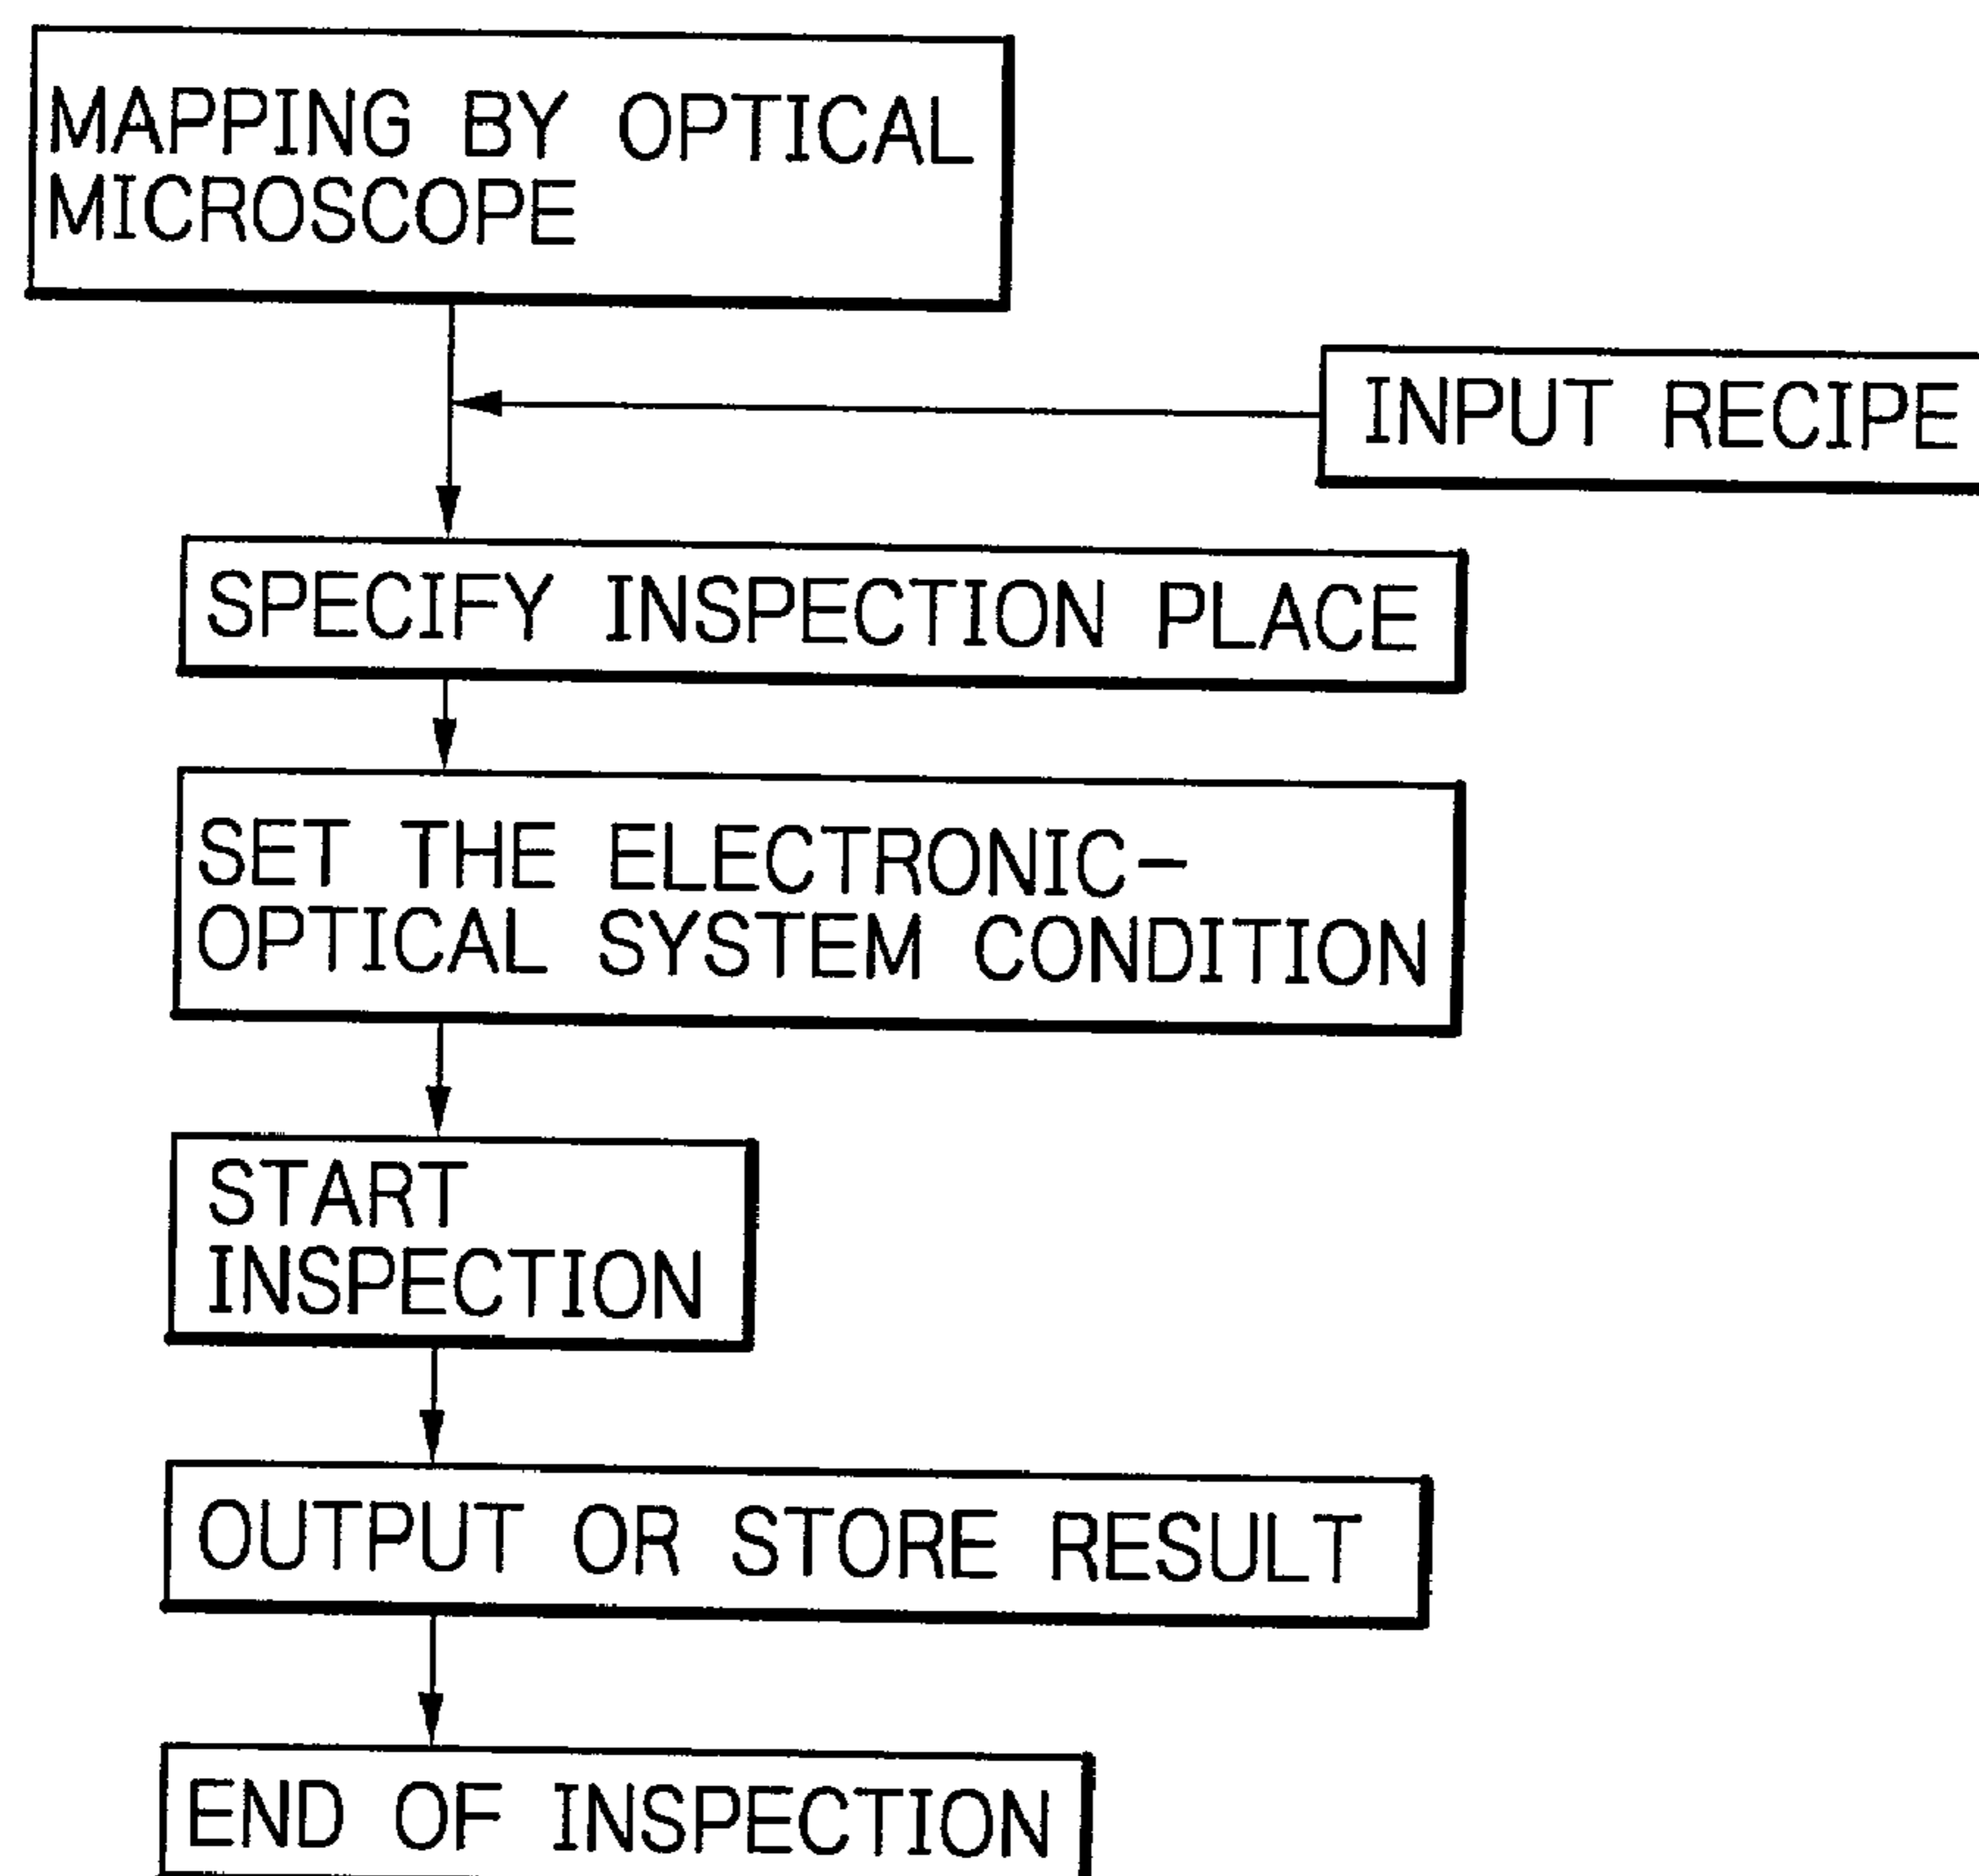 MAPPING BY OPTICAL
MICROSCOPE
INPUT RECIPE
SPECIFY INSPECTION PLACE
SET THE ELECTRONIC-
OPTICAL SYSTEM CONDITION
START
INSPECTION
OUTPUT OR STORE RESULT
END OF INSPECTION